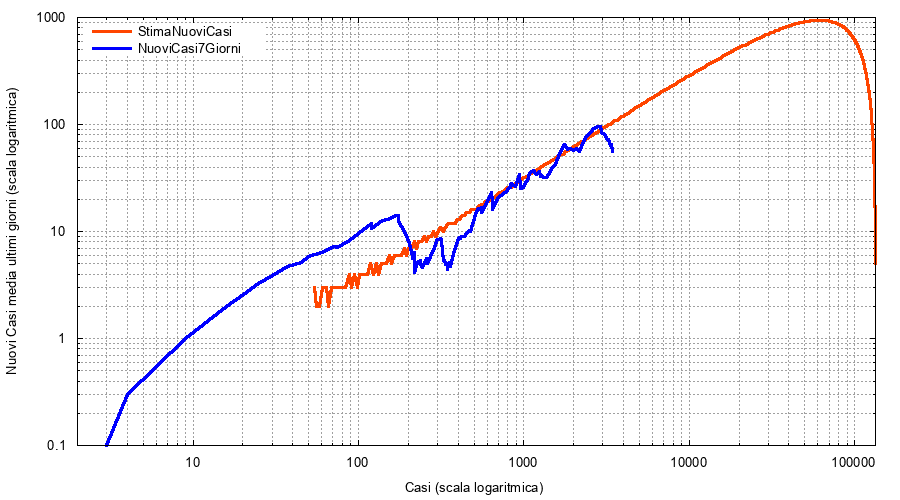 1000
StimaNuoviCasi
NuoviCasi7Giorni
100
10
1
0.1
Nuovi Casi media ultimi giorni (scala logaritmica)
10
100
1000
10000
100000
Casi (scala logaritmica)